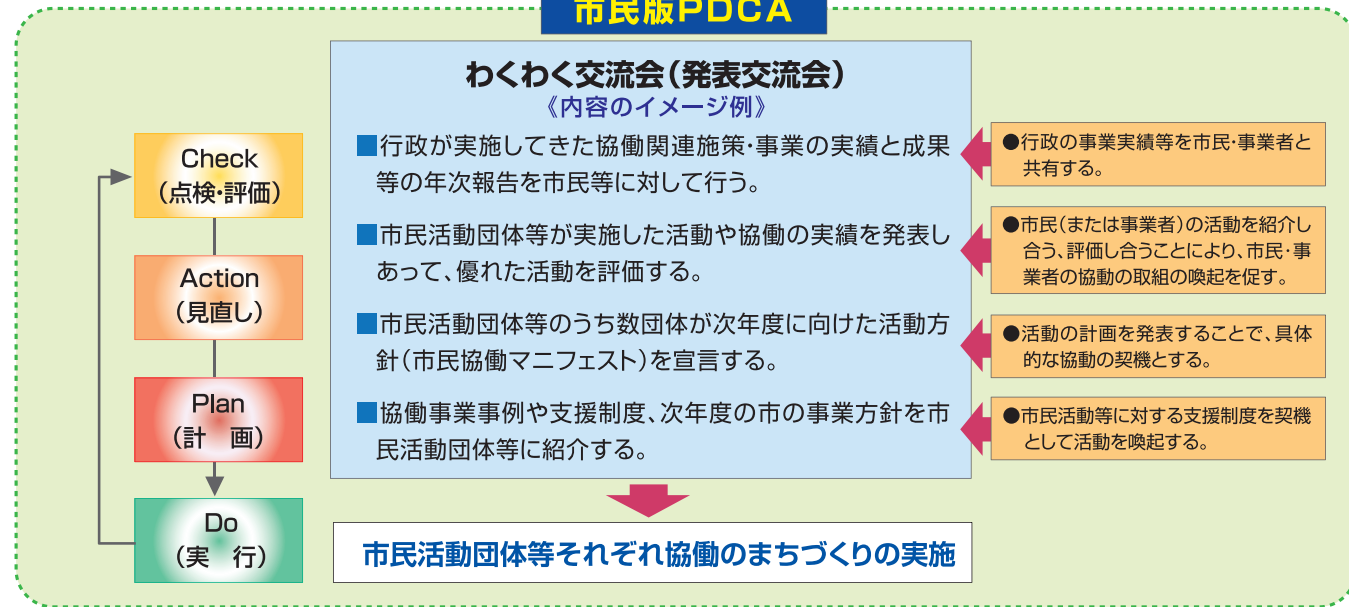 市民版PDCA
わくわく交流会（発表交流会）
《内容のイメージ例》
■行政が実施してきた協働関連施策・事業の実績と成果
等の年次報告を市民等に対して行う。
■市民活動団体等が実施した活動や協働の実績を発表し
あって、優れた活動を評価する。
■市民活動団体等のうち数団体が次年度に向けた活動方
針（市民協働マニフェスト）を宣言する。
■協働事業事例や支援制度、次年度の市の事業方針を市
民活動団体等に紹介する。
Check
（点検・評価）
Action
（見直し）
Plan
（計　画）
Do
（実　行）
●行政の事業実績等を市民・事業者と
共有する。
●市民（または事業者）の活動を紹介し
合う、評価し合うことにより、市民・事
業者の協働の取組の喚起を促す。
●活動の計画を発表することで、具体
的な協働の契機とする。
●市民活動等に対する支援制度を契機
として活動を喚起する。
市民活動団体等それぞれ協働のまちづくりの実施